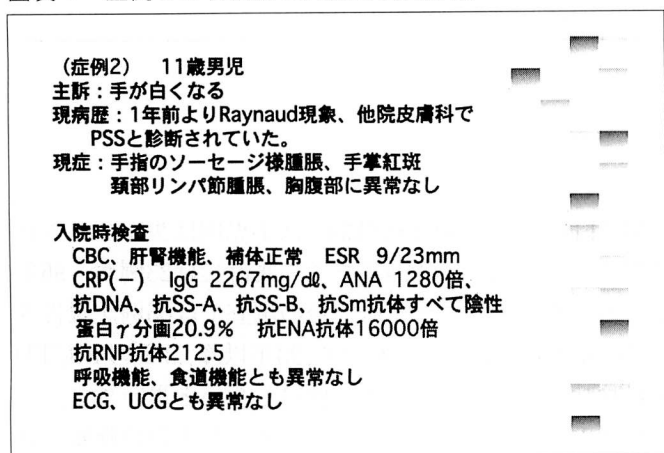 (症例2) 11歳男児
主訴:手が白くなる
現病歴:1年前よりRaynaud現象、他院皮膚科で
PSSと診断されていた。
現症:手指のソーセージ様腫脹、手掌紅斑
頚部リンパ節腫脹、胸腹部に異常なし
入院時検査
CBC、肝腎機能、補体正常 ESR 9/23mm
CRP(−) IgG 2267mg/dℓ、ANA 1280倍、
抗DNA、抗SS-A、抗SS-B、抗Sm抗体すべて陰性
蛋白γ分画20.9% 抗ENA抗体16000倍
抗RNP抗体212.5
呼吸機能、食道機能とも異常なし
ECG、UCGとも異常なし